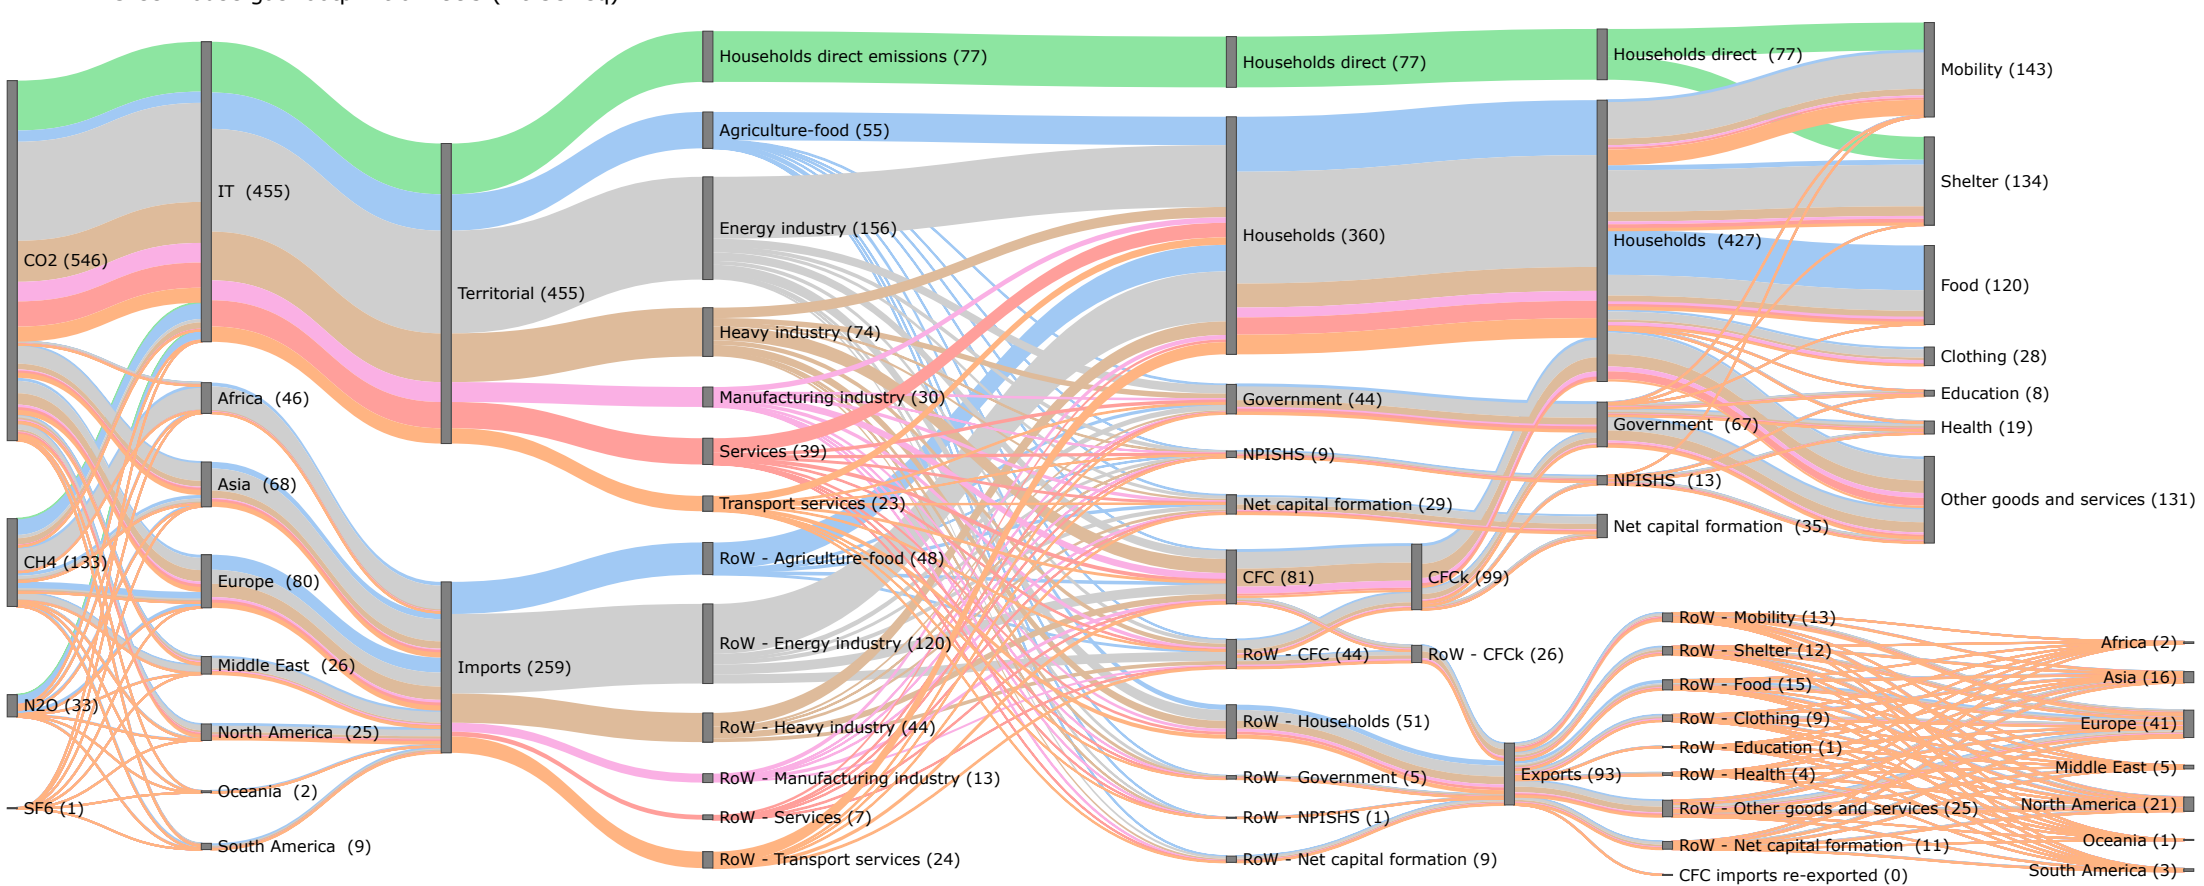 CO2 (546)
CH4 (133)
N2O (33)
SF6 (1)
IT  (455)
Africa  (46)
Asia  (68)
Europe  (80)
Middle East  (26)
North America  (25)
Oceania  (2)
South America  (9)
Territorial (455)
Imports (259)
Households direct emissions (77)
Agriculture-food (55)
Energy industry (156)
Heavy industry (74)
Manufacturing industry (30)
Services (39)
Transport services (23)
RoW - Agriculture-food (48)
RoW - Energy industry (120)
RoW - Heavy industry (44)
RoW - Manufacturing industry (13)
RoW - Services (7)
RoW - Transport services (24)
Households direct (77)
Households (360)
Government (44)
NPISHS (9)
Net capital formation (29)
CFC (81)
RoW - CFC (44)
RoW - Households (51)
RoW - Government (5)
RoW - NPISHS (1)
RoW - Net capital formation (9)
CFCk (99)
RoW - CFCk (26)
Exports (93)
Households direct  (77)
Households  (427)
Government  (67)
NPISHS  (13)
Net capital formation  (35)
RoW - Mobility (13)
RoW - Shelter (12)
RoW - Food (15)
RoW - Clothing (9)
RoW - Education (1)
RoW - Health (4)
RoW - Other goods and services (25)
RoW - Net capital formation  (11)
CFC imports re-exported (0)
Mobility (143)
Shelter (134)
Food (120)
Clothing (28)
Education (8)
Health (19)
Other goods and services (131)
Africa (2)
Asia (16)
Europe (41)
Middle East (5)
North America (21)
Oceania (1)
South America (3)